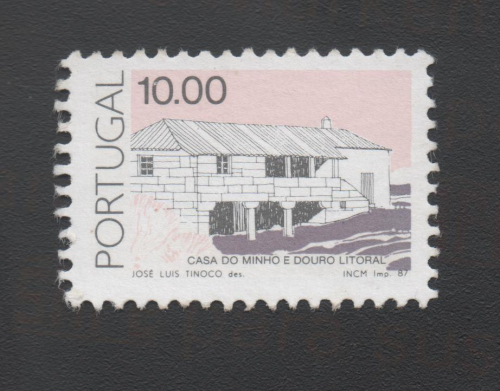 PORTUGAL
10.00
CASA DO MINHO E DOURO LITORAL
JOSÉ LUIS TINOCO des. INCM Imp. 87